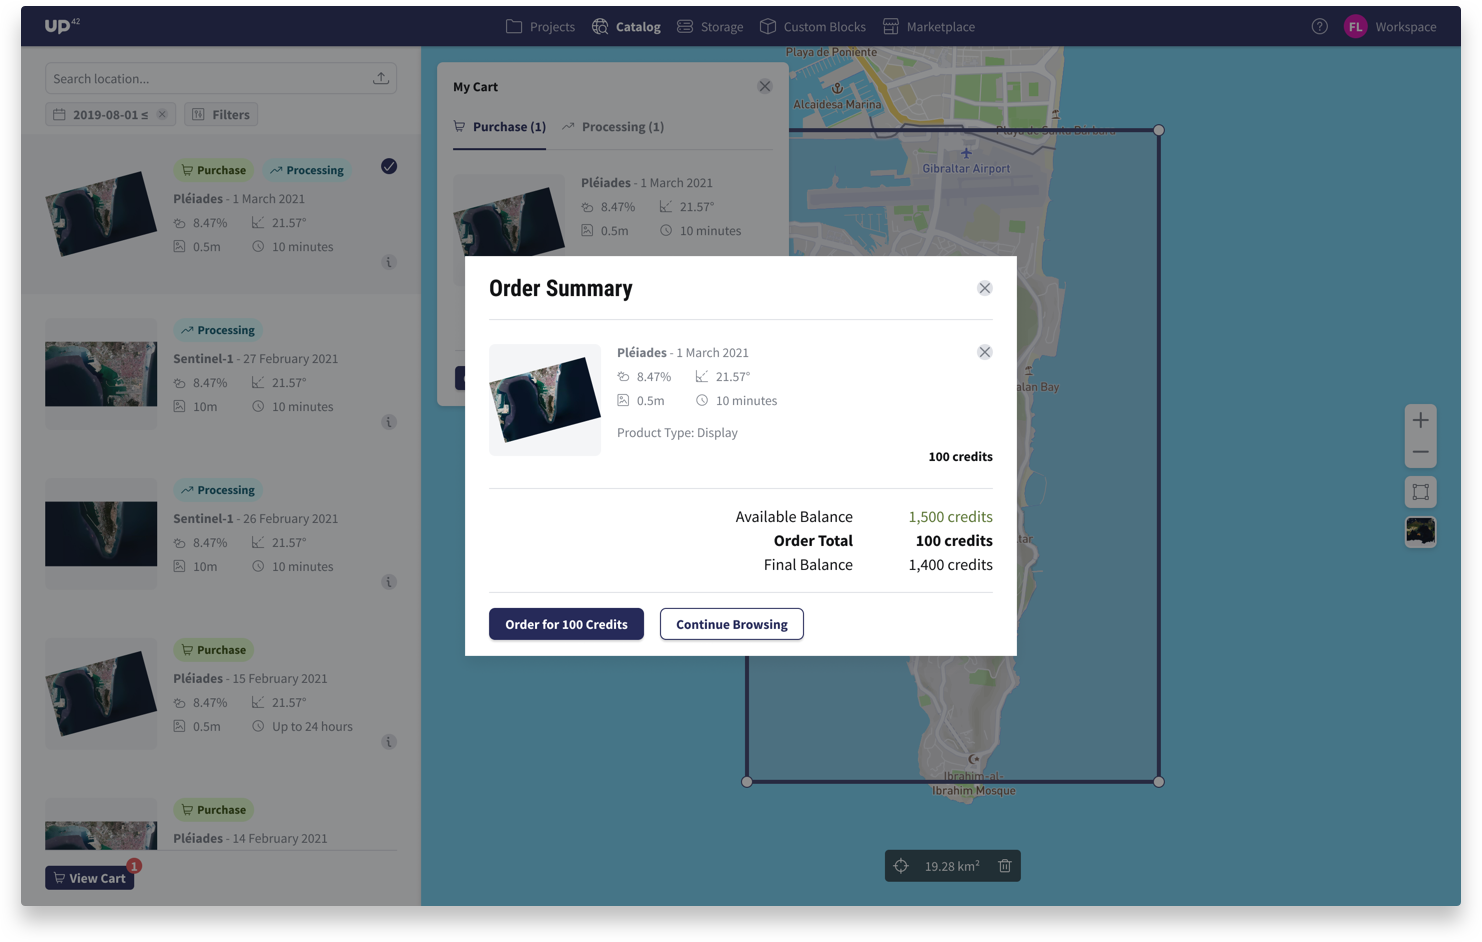 UP42
Projects
Catalog
Storage
Custom Blocks
Marketplace
FL
Workspace
Search location...
2019-08-01 ≤
Filters
Purchase
Processing
Pléiades - 1 March 2021
8.47%
21.57°
0.5m
10 minutes
Processing
Sentinel-1 - 27 February 2021
8.47%
21.57°
10m
10 minutes
Processing
Sentinel-1 - 26 February 2021
8.47%
21.57°
10m
10 minutes
Purchase
Pléiades - 15 February 2021
8.47%
21.57°
0.5m
Up to 24 hours
Purchase
Pléiades - 14 February 2021
View Cart
1
My Cart
Purchase (1)
Processing (1)
Pléiades - 1 March 2021
8.47%
21.57°
0.5m
10 minutes
Playa de Poniente
Alcaidesa Marina
Playa de Santa Bárbara
Gibraltar Airport
alan Bay
tar
Ibrahim-al-
Ibrahim Mosque
Order Summary
Pléiades - 1 March 2021
8.47%
21.57°
0.5m
10 minutes
Product Type: Display
100 credits
Available Balance
1,500 credits
Order Total
100 credits
Final Balance
1,400 credits
Order for 100 Credits
Continue Browsing
19.28 km²